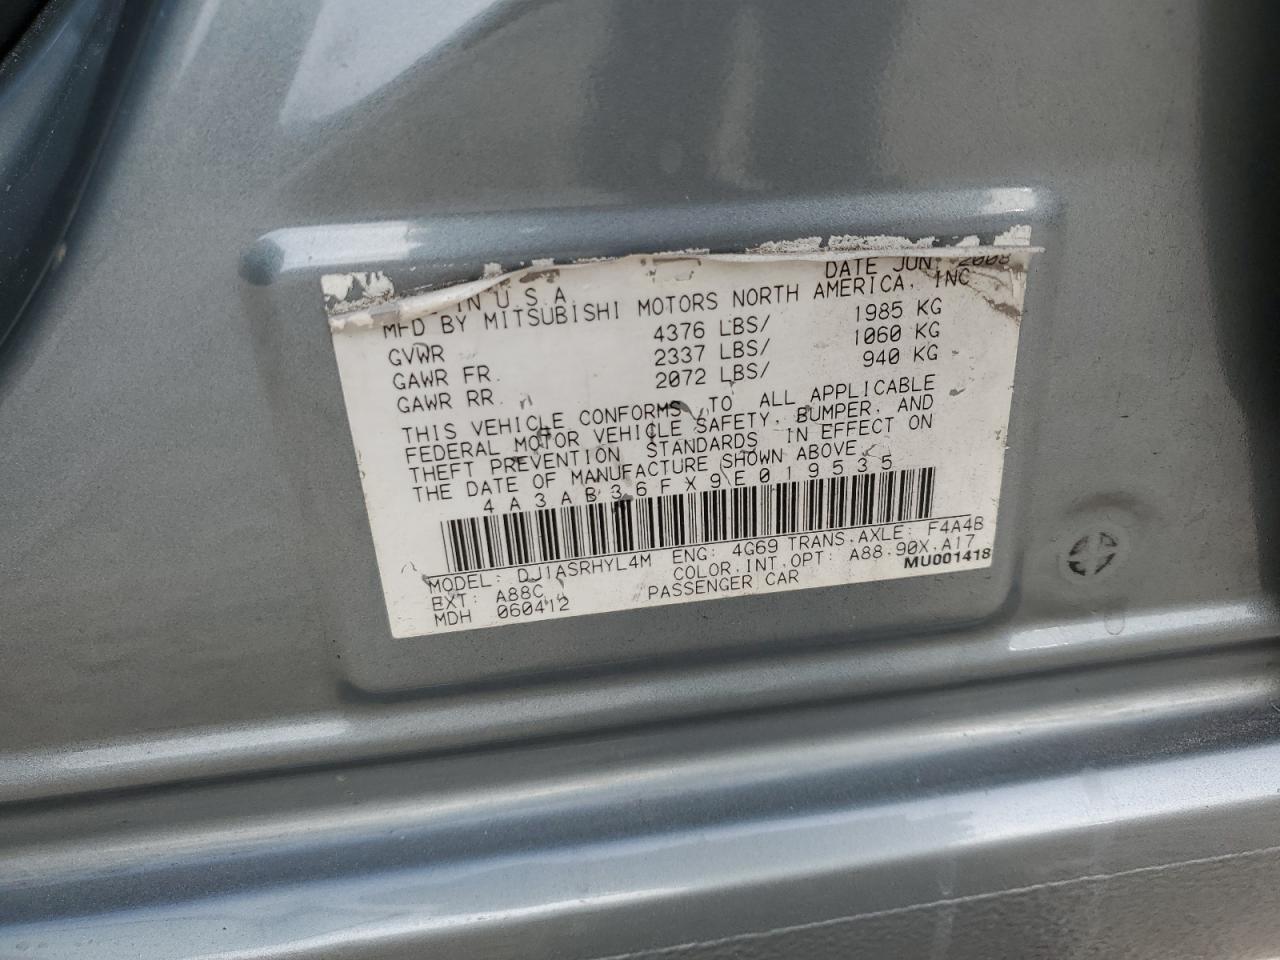 IN U.S.A. DATE JUN. 2008
MFD BY MITSUBISHI MOTORS NORTH AMERICA, INC
GVWR 4376 LBS/ 1985 KG
GAWR FR. 2337 LBS/ 1060 KG
GAWR RR. 2072 LBS/ 940 KG
THIS VEHICLE CONFORMS TO ALL APPLICABLE
FEDERAL MOTOR VEHICLE SAFETY, BUMPER, AND
THEFT PREVENTION STANDARDS IN EFFECT ON
THE DATE OF MANUFACTURE SHOWN ABOVE.
4A3AB36FX9E019535
MODEL: DJ1ASRHYL4M ENG: 4G69 TRANS.AXLE: F4A4B
EXT: A88C COLOR.INT.OPT: A88.90X.A17
MDH 060412 PASSENGER CAR MU001418